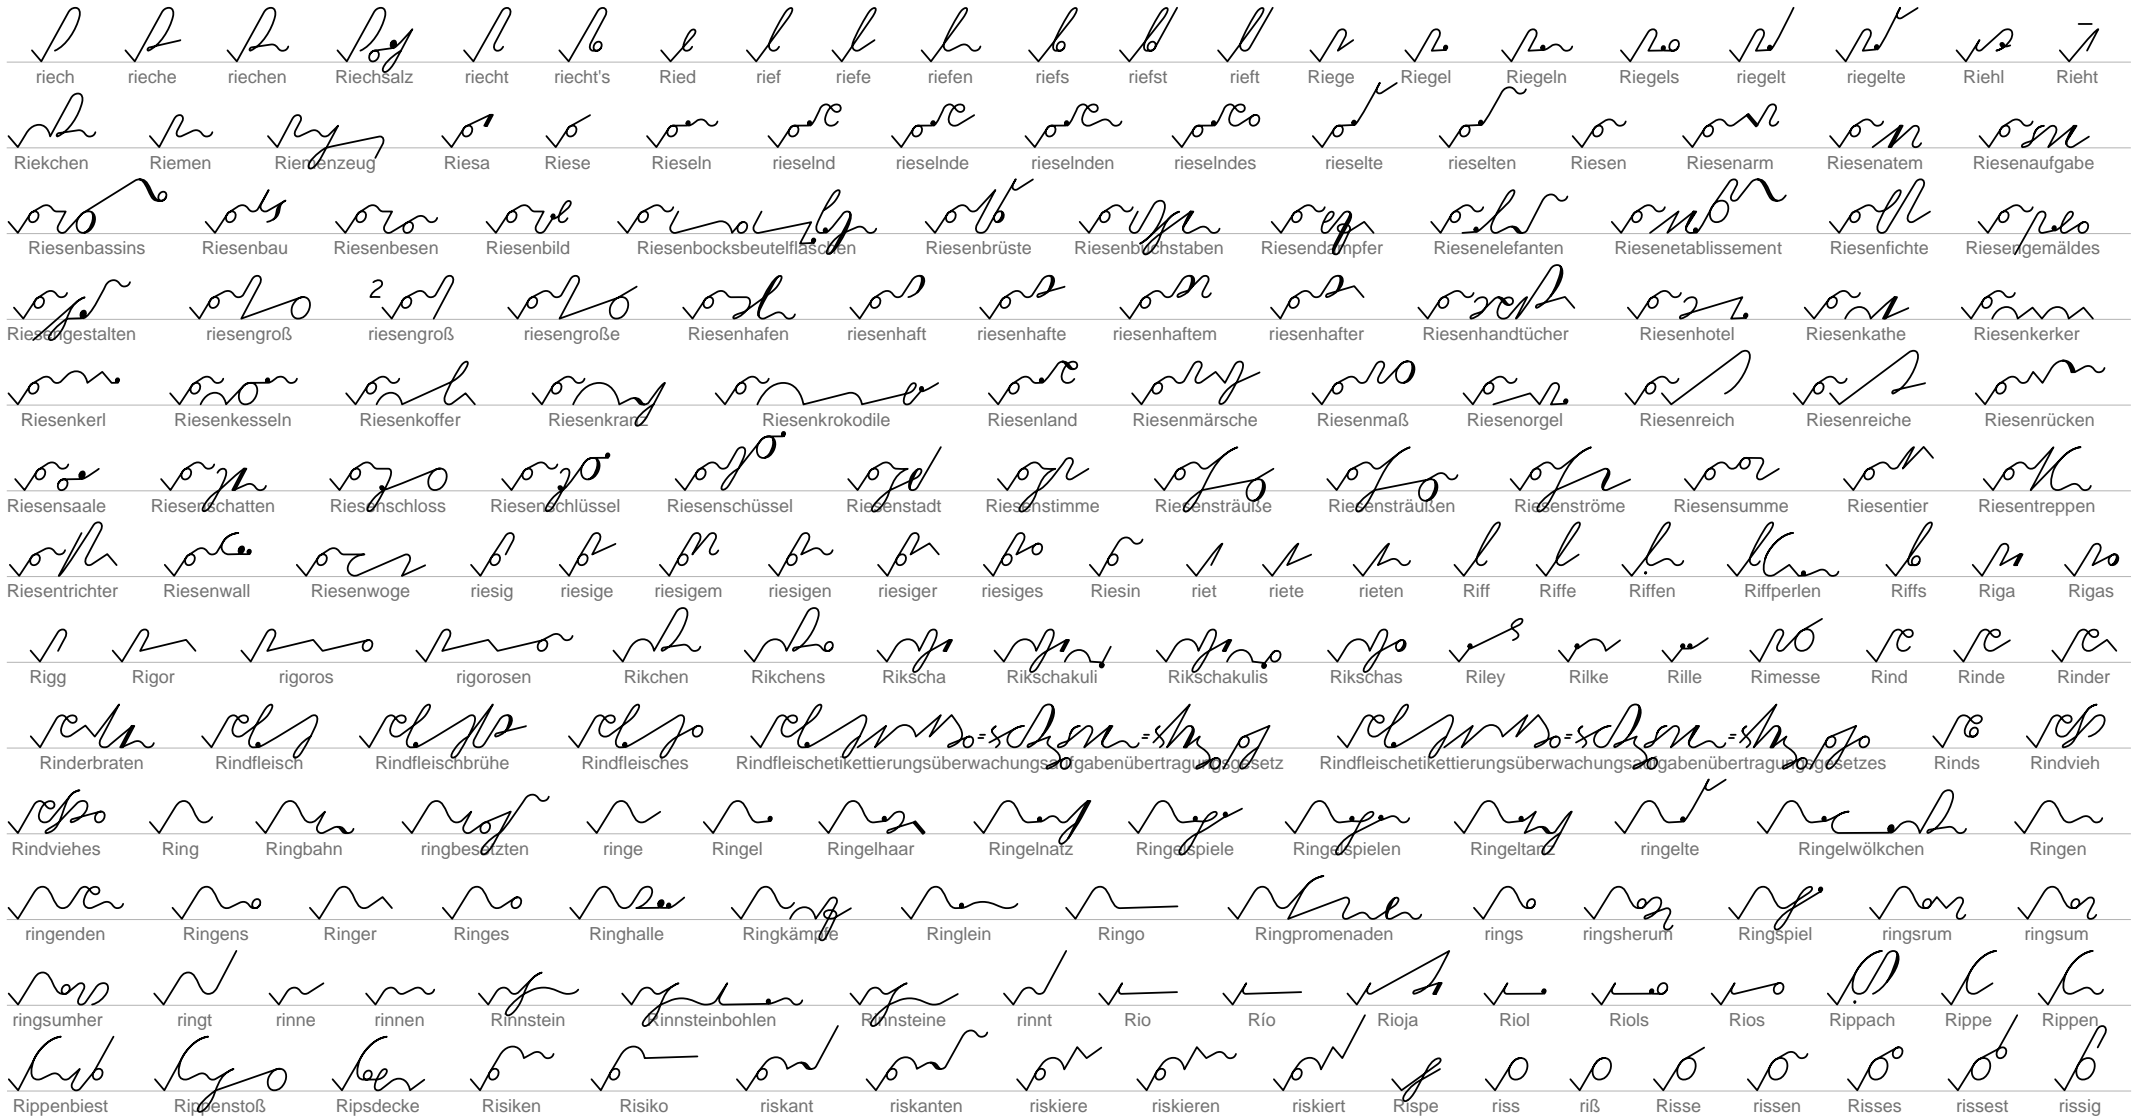 riech rieche riechen Riechsalz riecht riecht's Ried rief riefe riefen riefs riefst rieft Riege Riegel Riegeln Riegels riegelt riegelte Riehl Rieht
Riekchen Riemen Riemenzeug Riesa Riese Rieseln rieselnd rieselnde rieselnden rieselndes rieselte rieselten Riesen Riesenarm Riesenatem Riesenaufgabe
Riesenbassins Riesenbau Riesenbesen Riesenbild Riesenbocksbeutelflaschen Riesenbrüste Riesenbuchstaben Riesendampfer Riesenelefanten Riesenetablissement Riesenfichte Riesengemäldes
Riesengestalten riesengroß 2 riesengroß riesengroße Riesenhafen riesenhaft riesenhafte riesenhaftem riesenhafter Riesenhandtücher Riesenhotel Riesenkathe Riesenkerker
Riesenkerl Riesenkesseln Riesenkoffer Riesenkranz Riesenkrokodile Riesenland Riesenmärsche Riesenmaß Riesenorgel Riesenreich Riesenreiche Riesenrücken
Riesensaale Riesenschatten Riesenschloss Riesenschlüssel Riesenschüssel Riesenstadt Riesenstimme Riesensträuße Riesensträußen Riesenströme Riesensumme Riesentier Riesentreppen
Riesentrichter Riesenwall Riesenwoge riesig riesige riesigem riesigen riesiger riesiges Riesin riet riete rieten Riff Riffe Riffen Riffperlen Riffs Riga Rigas
Rigg Rigor rigoros rigorosen Rikchen Rikchens Rikscha Rikschakuli Rikschakulis Rikschas Riley Rilke Rille Rimesse Rind Rinde Rinder
Rinderbraten Rindfleisch Rindfleischbrühe Rindfleisches Rindfleischetikettierungsüberwachungsaufgabenübertragungsgesetz Rindfleischetikettierungsüberwachungsaufgabenübertragungsgesetzes Rinds Rindvieh
Rindviehes Ring Ringbahn ringbesetzten ringe Ringel Ringelhaar Ringelnatz Ringelspiele Ringelspielen Ringeltanz ringelte Ringelwölkchen Ringen
ringenden Ringens Ringer Ringes Ringhalle Ringkämpfe Ringlein Ringo Ringpromenaden rings ringsherum Ringspiel ringsrum ringsum
ringsumher ringt rinne rinnen Rinnstein Rinnsteinbohlen Rinnsteine rinnt Rio Río Rioja Riol Riols Rios Rippach Rippe Rippen
Rippenbiest Rippenstoß Ripsdecke Risiken Risiko riskant riskanten riskiere riskieren riskiert Rispe riss riß Risse rissen Risses rissest rissig